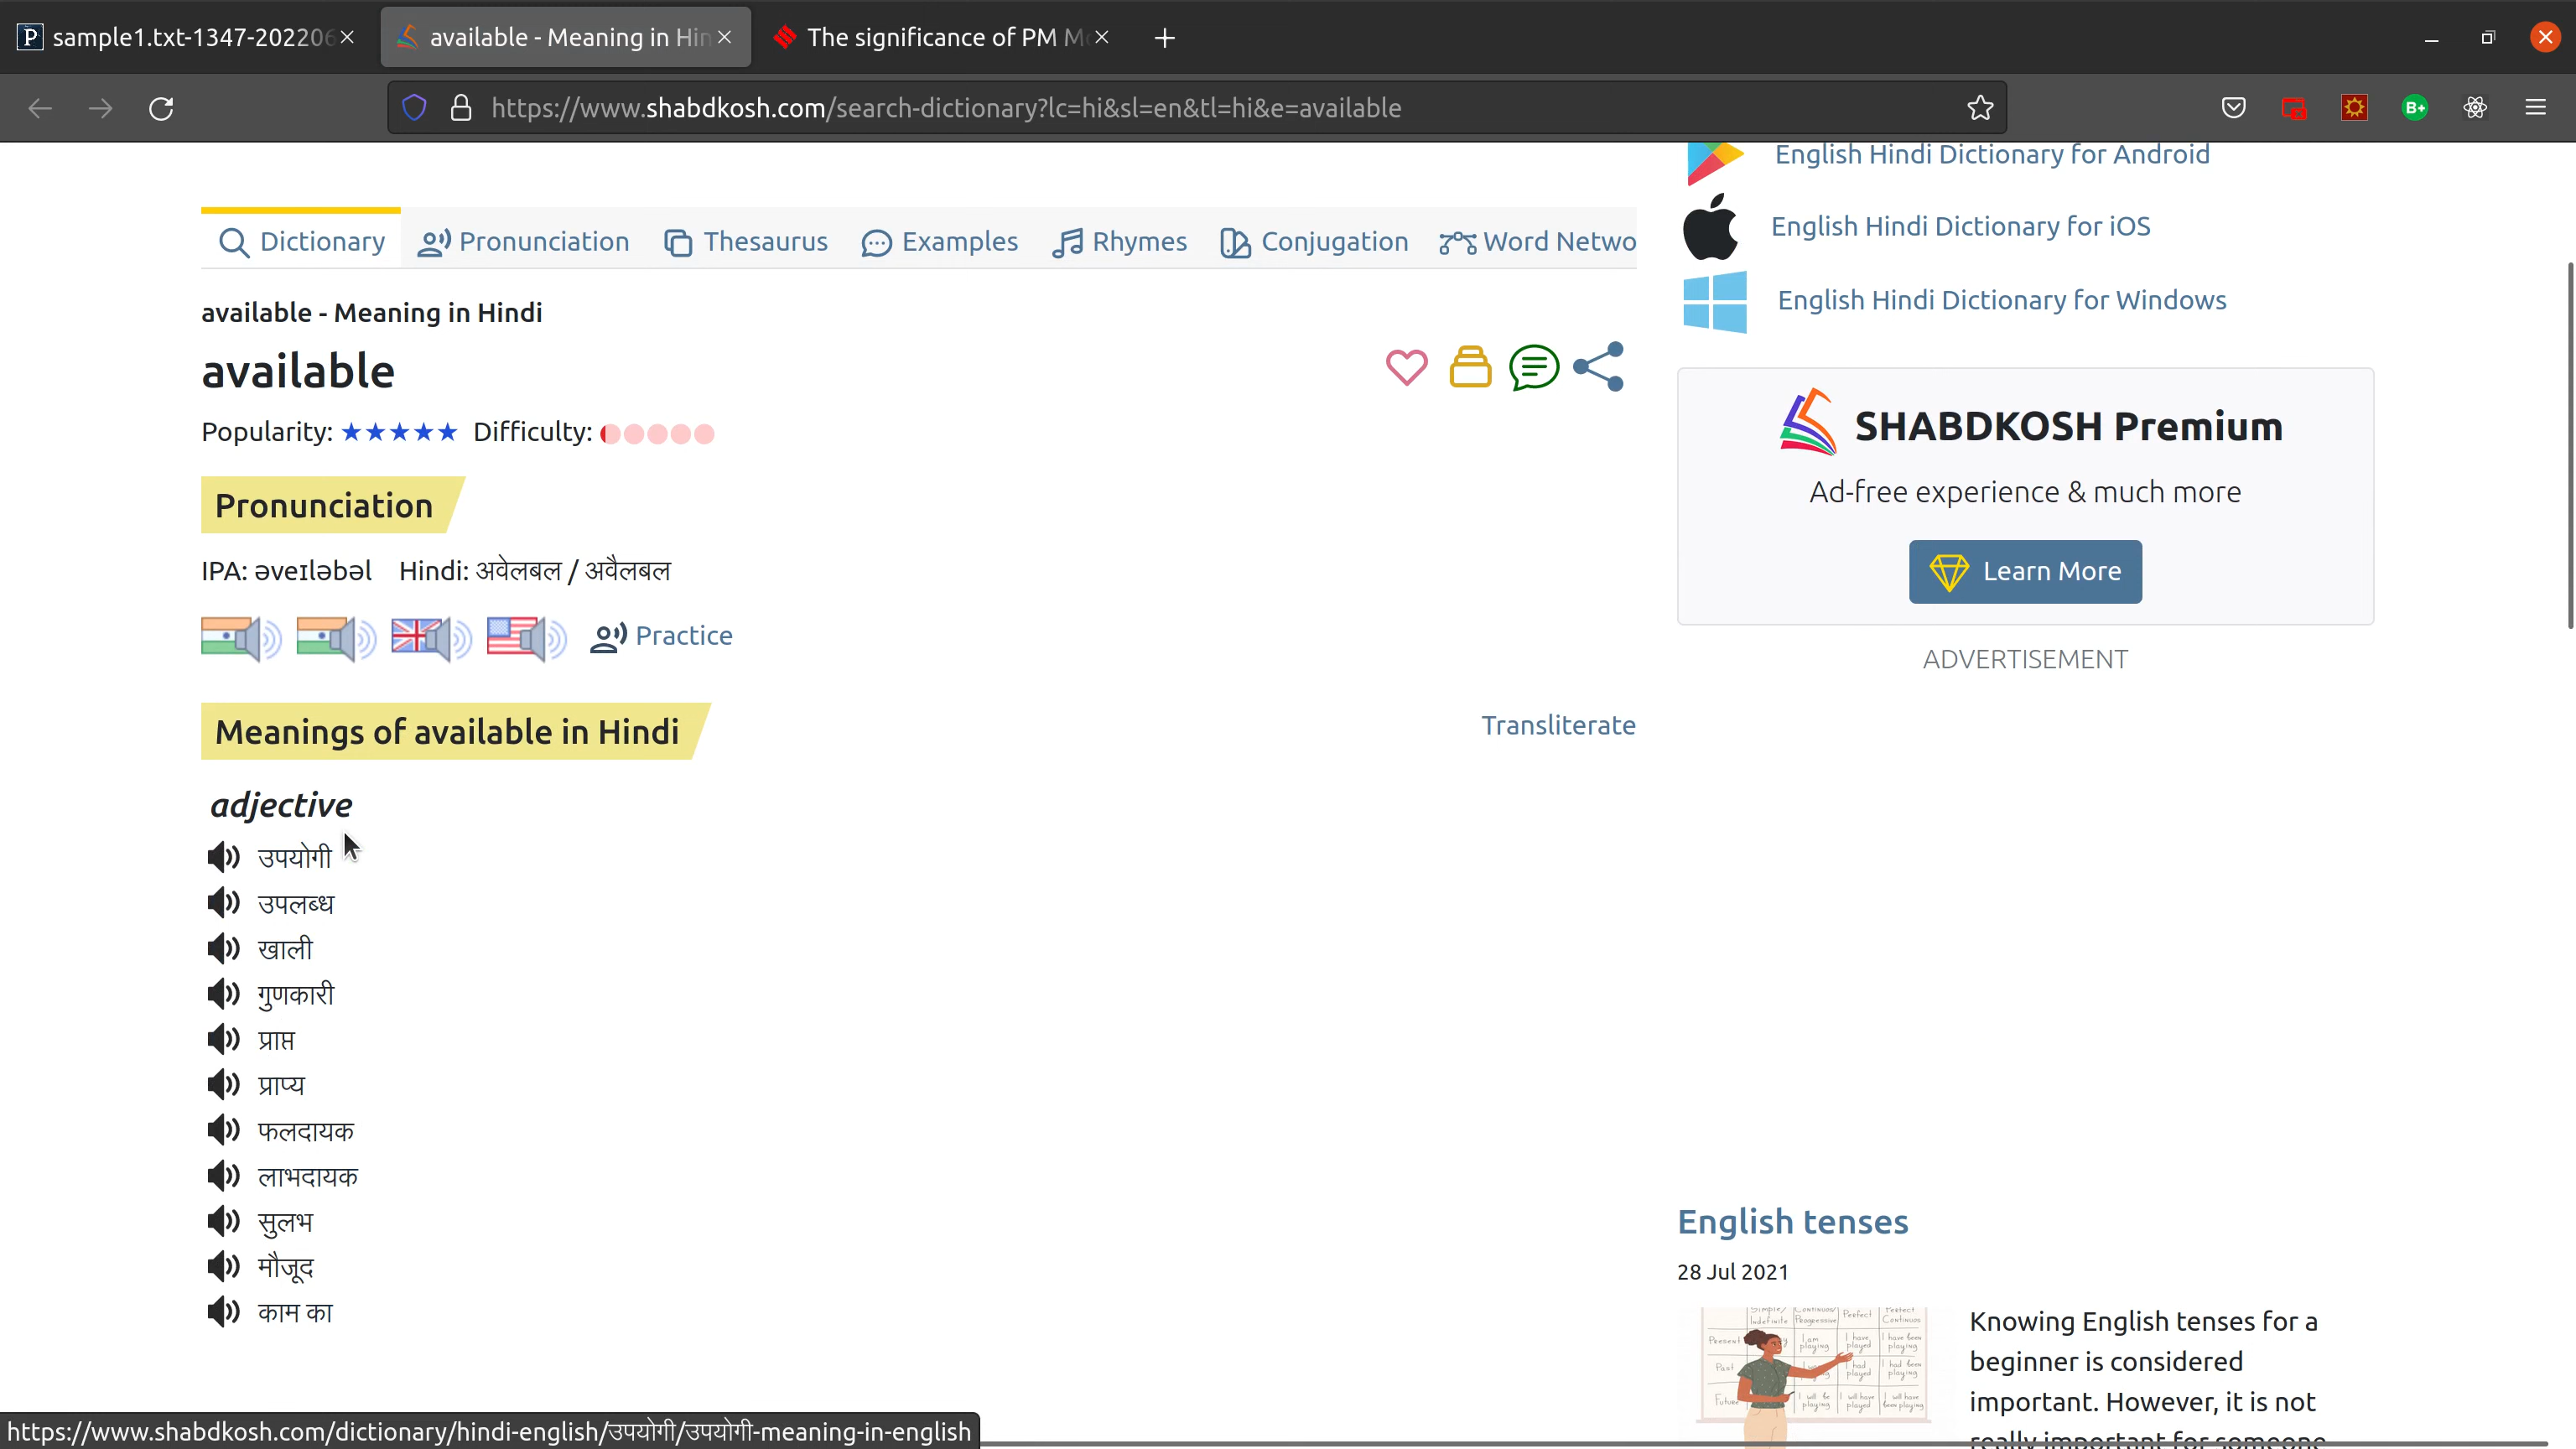 sample1.txt-1347-202206
available - Meaning in Hin
The significance of PM Mo
https://www.shabdkosh.com/search-dictionary?lc=hi&sl=en&tl=hi&e=available
B+
English Hindi Dictionary for Android
Dictionary
Pronunciation
Thesaurus
Examples
Rhymes
Conjugation
Word Netwo
English Hindi Dictionary for iOS
English Hindi Dictionary for Windows
available - Meaning in Hindi
available
Popularity: ★★★★★ Difficulty:
SHABDKOSH Premium
Ad-free experience & much more
Learn More
ADVERTISEMENT
Pronunciation
IPA: əveɪləbəl Hindi: अवेलबल / अवैलबल
Practice
Meanings of available in Hindi
Transliterate
adjective
उपयोगी
उपलब्ध
खाली
गुणकारी
प्राप्त
प्राप्य
फलदायक
लाभदायक
सुलभ
मौजूद
काम का
English tenses
28 Jul 2021
Knowing English tenses for a
beginner is considered
important. However, it is not
really important for someone
https://www.shabdkosh.com/dictionary/hindi-english/उपयोगी/उपयोगी-meaning-in-english